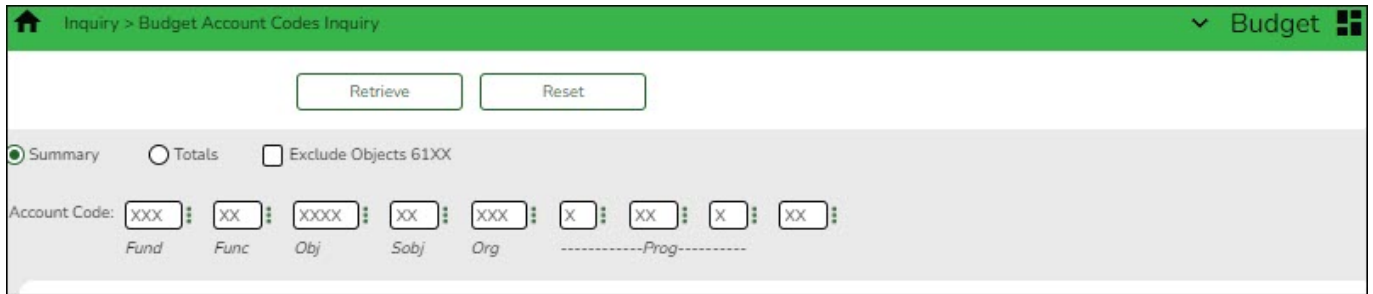 Inquiry > Budget Account Codes Inquiry Budget
Retrieve Reset
Summary Totals Exclude Objects 61XX
Account Code: XXX XX XXXX XX XXX X XX X XX
Fund Func Obj Sobj Org ------------Prog----------